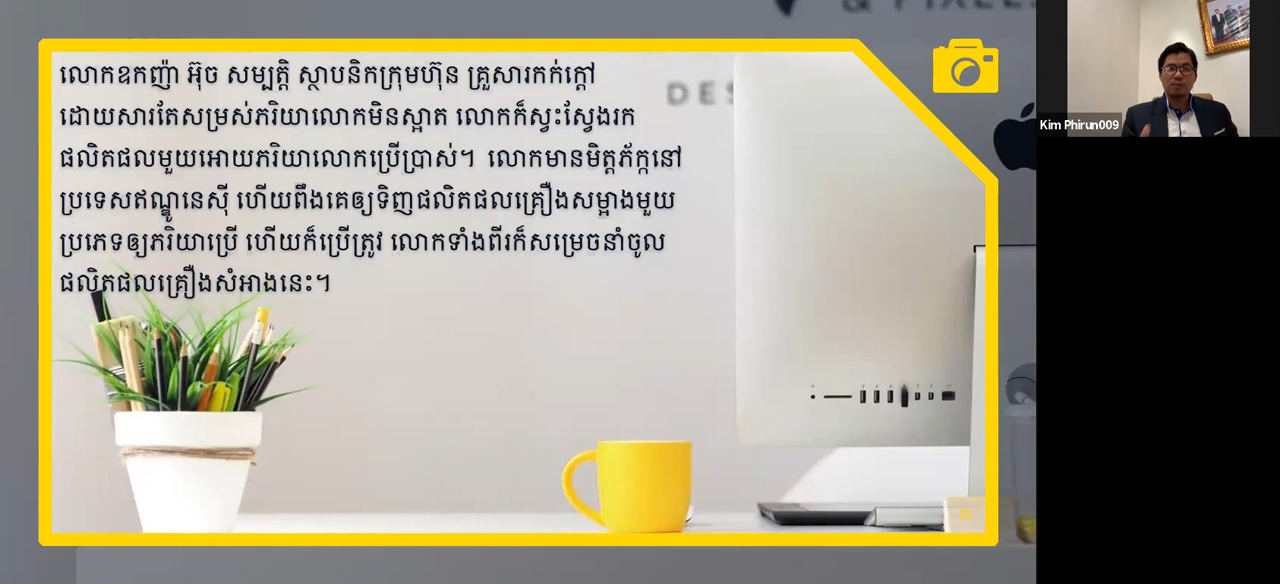 & PIXELS
DES
លោកឧកញ៉ា អ៊ុច សម្បត្តិ ស្ថាបនិកក្រុមហ៊ុន គ្រួសារកក់ក្តៅ
ដោយសារតែសម្រស់ភរិយាលោកមិនស្អាត លោកក៏ស្វះស្វែងរក
ផលិតផលមួយអោយភរិយាលោកប្រើប្រាស់។ លោកមានមិត្តភ័ក្កនៅ
ប្រទេសឥណ្ឌូនេស៊ី ហើយពឹងគេឲ្យទិញផលិតផលគ្រឿងសម្អាងមួយ
ប្រភេទឲ្យភរិយាប្រើ ហើយក៏ប្រើត្រូវ លោកទាំងពីរក៏សម្រេចនាំចូល
ផលិតផលគ្រឿងសំអាងនេះ។
11
Kim Phirun009